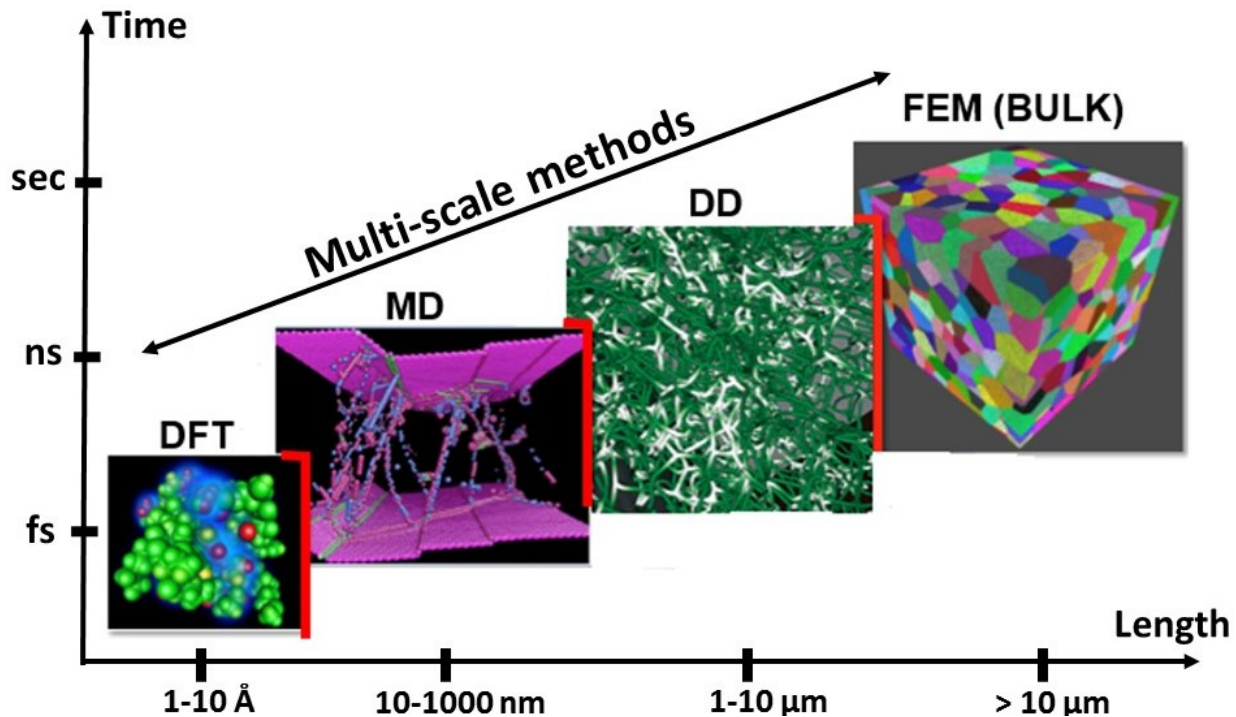 Time
FEM (BULK)
Multi-scale methods
sec
DD
MD
ns
DFT
fs
Length
1-10 Å
10-1000 nm
1-10 μm
> 10 μm